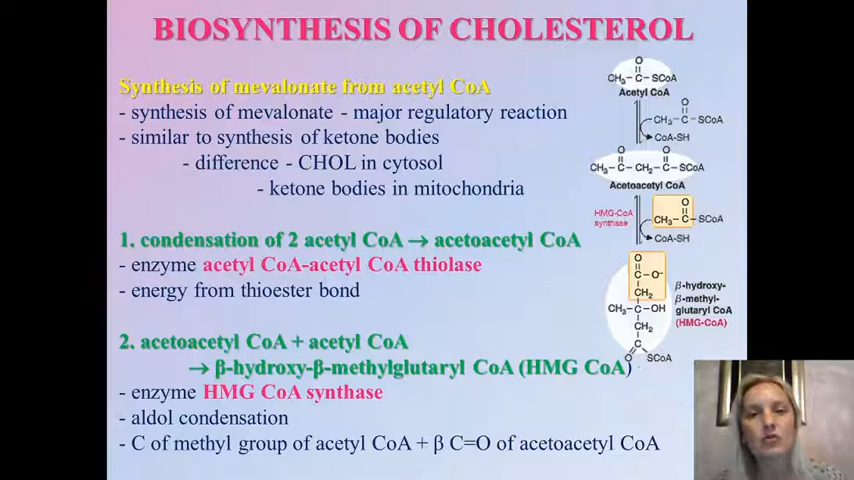 BIOSYNTHESIS OF CHOLESTEROL
Synthesis of mevalonate from acetyl CoA
- synthesis of mevalonate - major regulatory reaction
- similar to synthesis of ketone bodies
- difference - CHOL in cytosol
- ketone bodies in mitochondria
1. condensation of 2 acetyl CoA → acetoacetyl CoA
- enzyme acetyl CoA-acetyl CoA thiolase
- energy from thioester bond
2. acetoacetyl CoA + acetyl CoA
→ β-hydroxy-β-methylglutaryl CoA (HMG CoA)
- enzyme HMG CoA synthase
- aldol condensation
- C of methyl group of acetyl CoA + β C=O of acetoacetyl CoA
O
CH₃—C—SCoA
Acetyl CoA
O
CH₃—C—SCoA
CoA-SH
O O
CH₃—C—CH₂—C—SCoA
Acetoacetyl CoA
HMG-CoA
synthase
O
CH₃—C—SCoA
CoA-SH
O
C—O⁻
CH₂
CH₃—C—OH
CH₂
C
O SCoA
β-hydroxy-
β-methyl-
glutaryl CoA
(HMG-CoA)